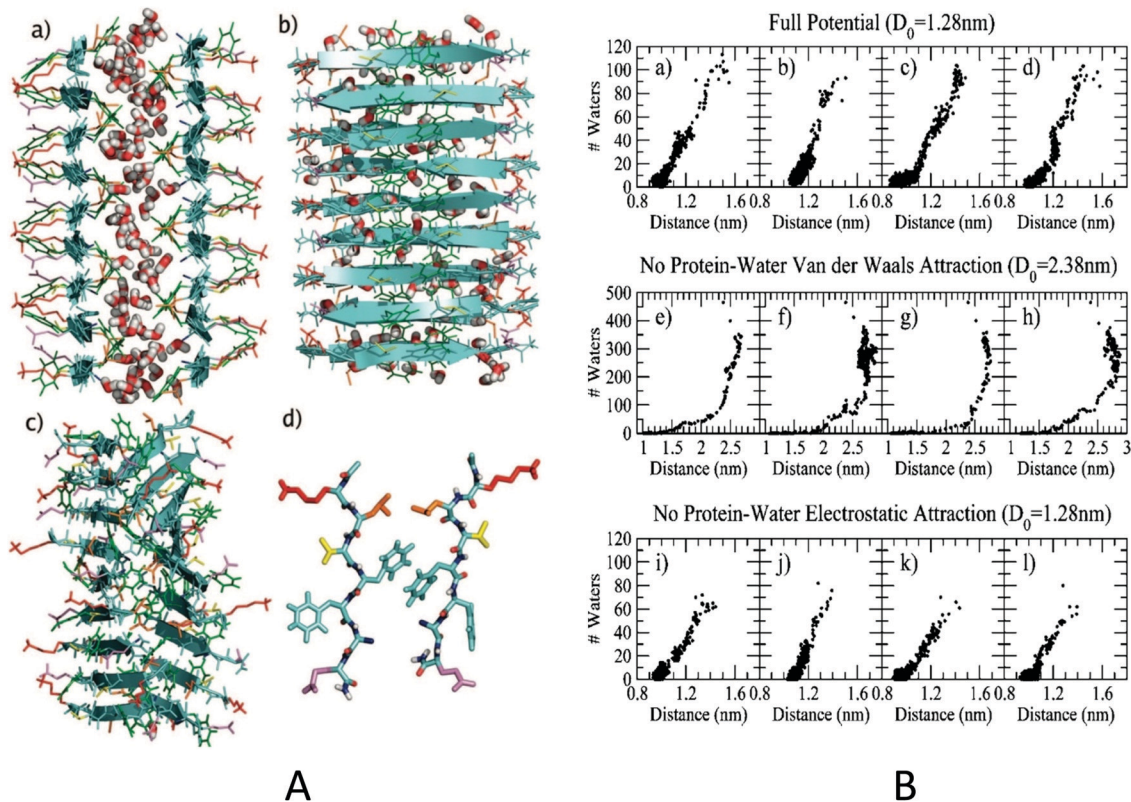 a)
b)
c)
d)
A
Full Potential (D0=1.28nm)
# Waters
120
100
80
60
40
20
0
a)
b)
c)
d)
0.8 1.2 1.6 0.8 1.2 1.6 0.8 1.2 1.6 0.8 1.2 1.6
Distance (nm) Distance (nm) Distance (nm) Distance (nm)
No Protein-Water Van der Waals Attraction (D0=2.38nm)
# Waters
500
400
300
200
100
0
e)
f)
g)
h)
1 1.5 2 2.5 1 1.5 2 2.5 1 1.5 2 2.5 1 1.5 2 2.5 3
Distance (nm) Distance (nm) Distance (nm) Distance (nm)
No Protein-Water Electrostatic Attraction (D0=1.28nm)
# Waters
120
100
80
60
40
20
0
i)
j)
k)
l)
0.8 1.2 1.6 0.8 1.2 1.6 0.8 1.2 1.6 0.8 1.2 1.6
Distance (nm) Distance (nm) Distance (nm) Distance (nm)
B